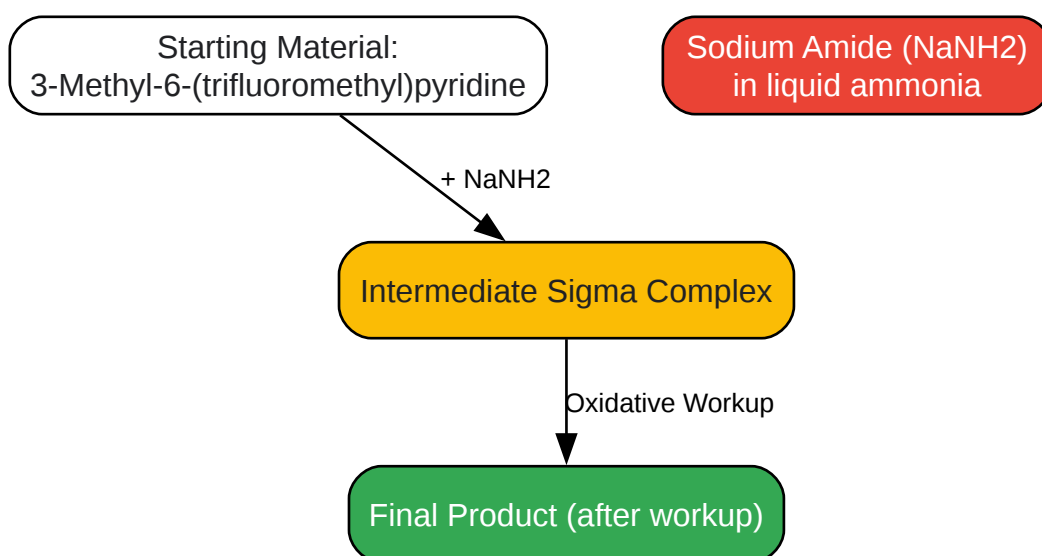 Starting Material:
3-Methyl-6-(trifluoromethyl)pyridine
Sodium Amide (NaNH2)
in liquid ammonia
+ NaNH2
Intermediate Sigma Complex
Oxidative Workup
Final Product (after workup)